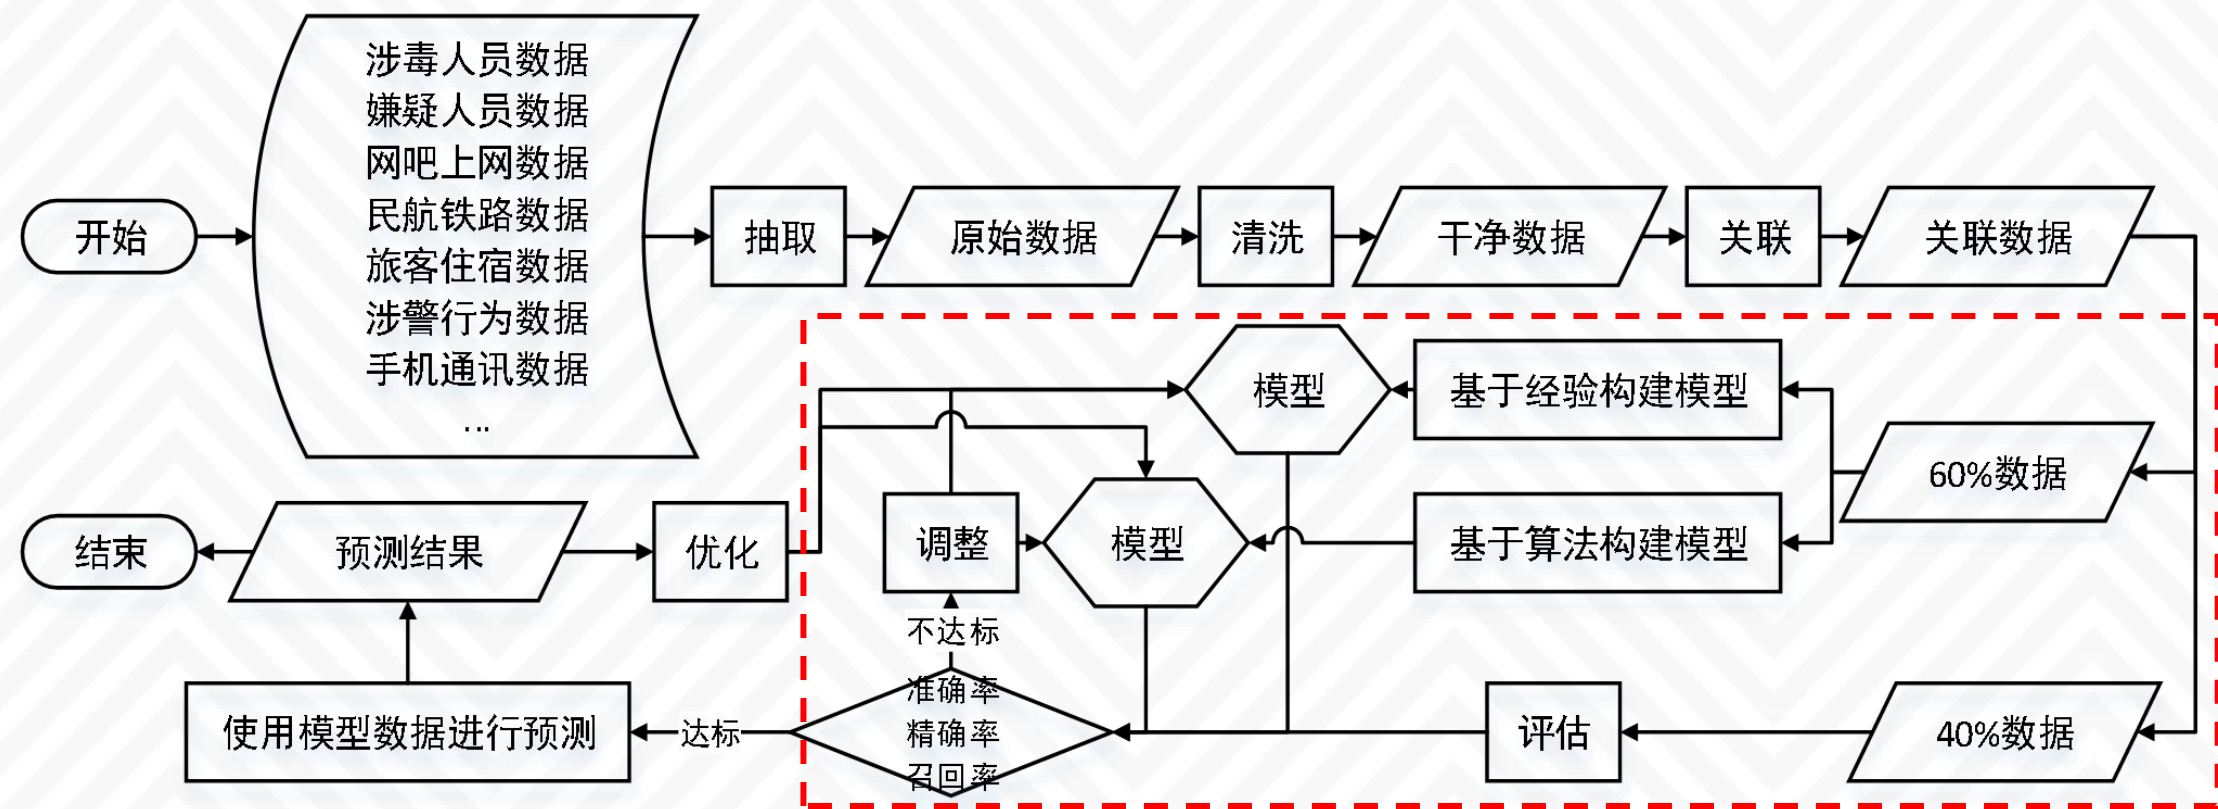 涉毒人员数据
嫌疑人员数据
网吧上网数据
民航铁路数据
旅客住宿数据
涉警行为数据
手机通讯数据
...
开始
抽取
原始数据
清洗
干净数据
关联
关联数据
模型
基于经验构建模型
60%数据
结束
预测结果
优化
调整
模型
基于算法构建模型
不达标
准确率
精确率
召回率
使用模型数据进行预测
达标
评估
40%数据